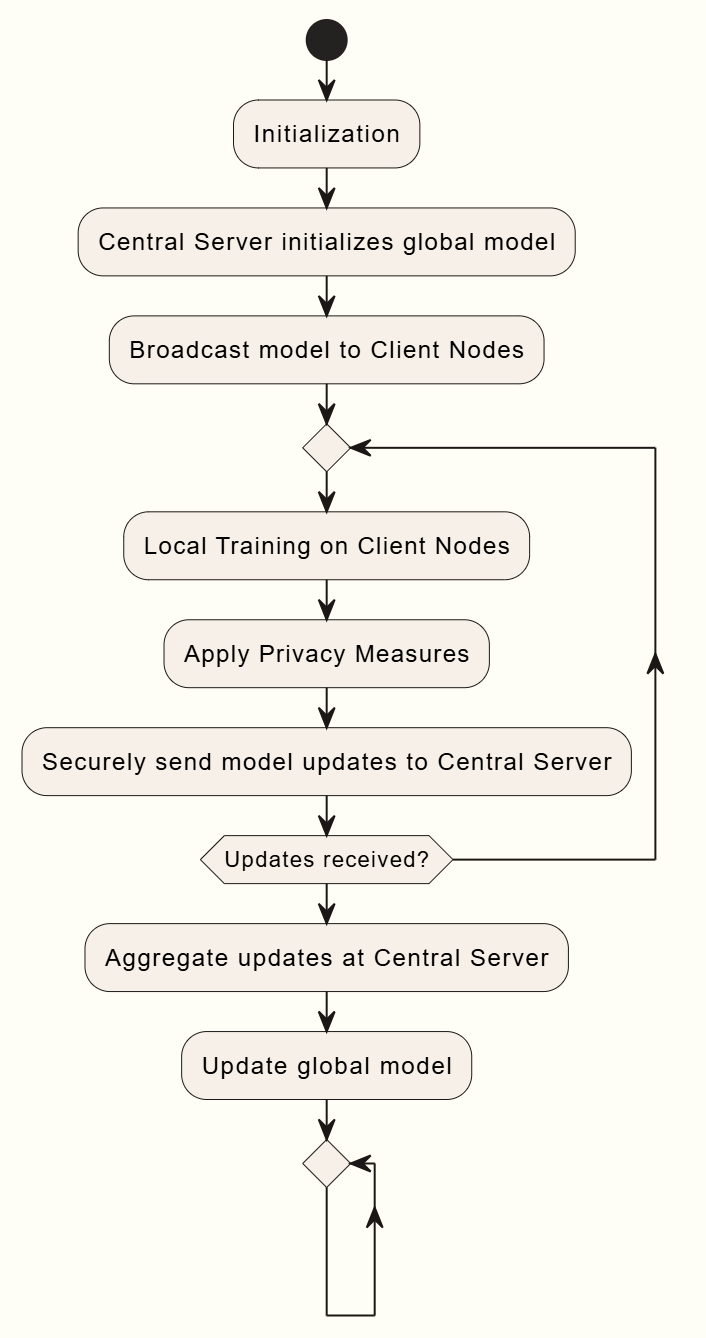 Initialization
Central Server initializes global model
Broadcast model to Client Nodes
Local Training on Client Nodes
Apply Privacy Measures
Securely send model updates to Central Server
Updates received?
Aggregate updates at Central Server
Update global model